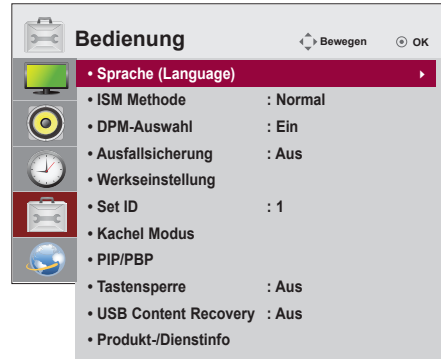 Bedienung Bewegen OK
• Sprache (Language)
• ISM Methode : Normal
• DPM-Auswahl : Ein
• Ausfallsicherung : Aus
• Werkseinstellung
• Set ID : 1
• Kachel Modus
• PIP/PBP
• Tastensperre : Aus
• USB Content Recovery : Aus
• Produkt-/Dienstinfo